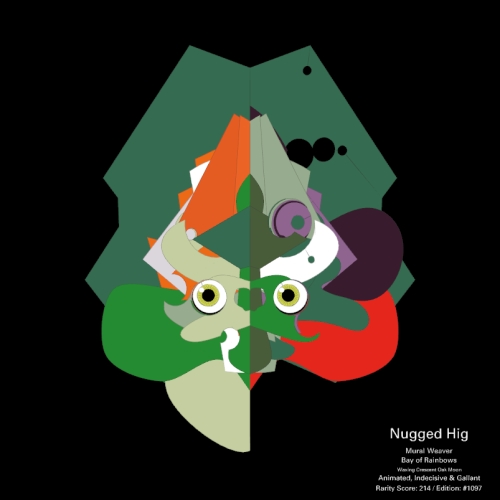 Nugged Hig
Mural Weaver
Bay of Rainbows
Waxing Crescent Oak Moon
Animated, Indecisive & Gallant
Rarity Score: 214 / Edition: #1097